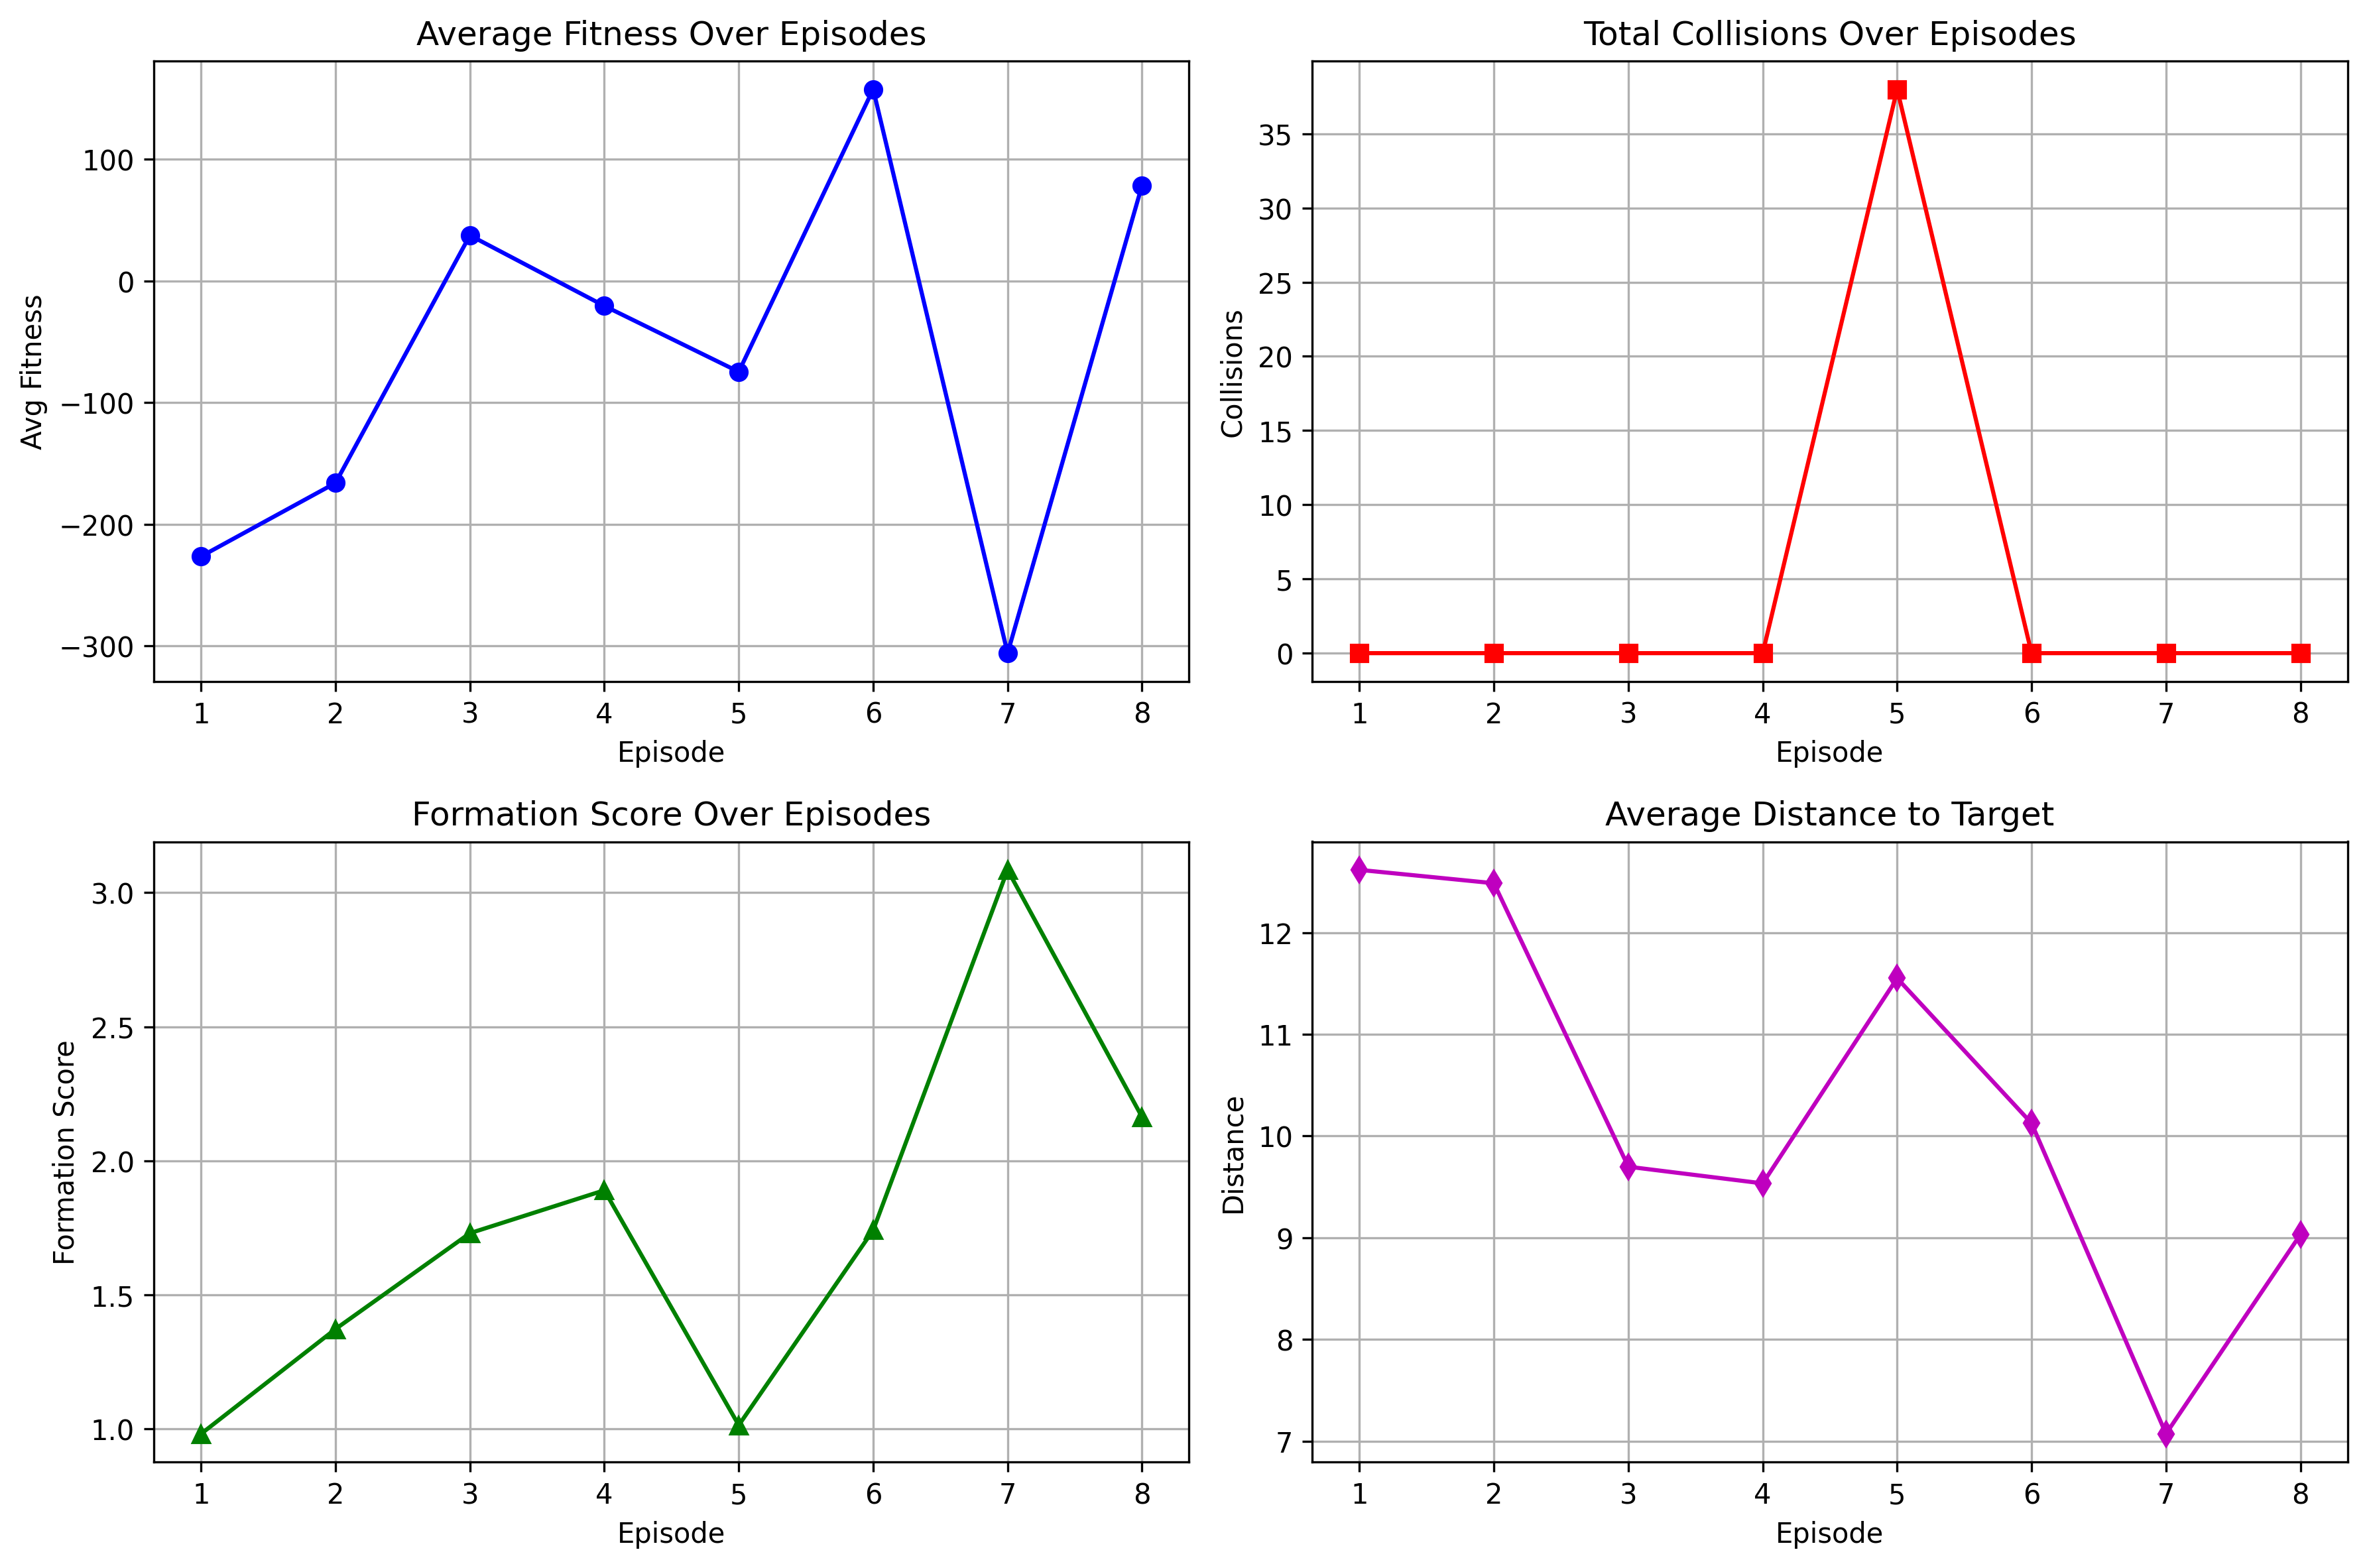 Average Fitness Over Episodes
Avg Fitness
100
0
−100
−200
−300
1 2 3 4 5 6 7 8
Episode
Total Collisions Over Episodes
Collisions
35
30
25
20
15
10
5
0
1 2 3 4 5 6 7 8
Episode
Formation Score Over Episodes
Formation Score
3.0
2.5
2.0
1.5
1.0
1 2 3 4 5 6 7 8
Episode
Average Distance to Target
Distance
12
11
10
9
8
7
1 2 3 4 5 6 7 8
Episode